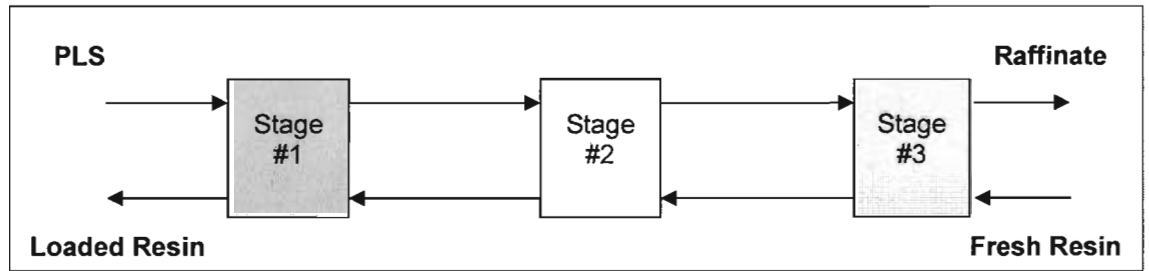 PLS
Raffinate
Stage
#1
Stage
#2
Stage
#3
Loaded Resin
Fresh Resin